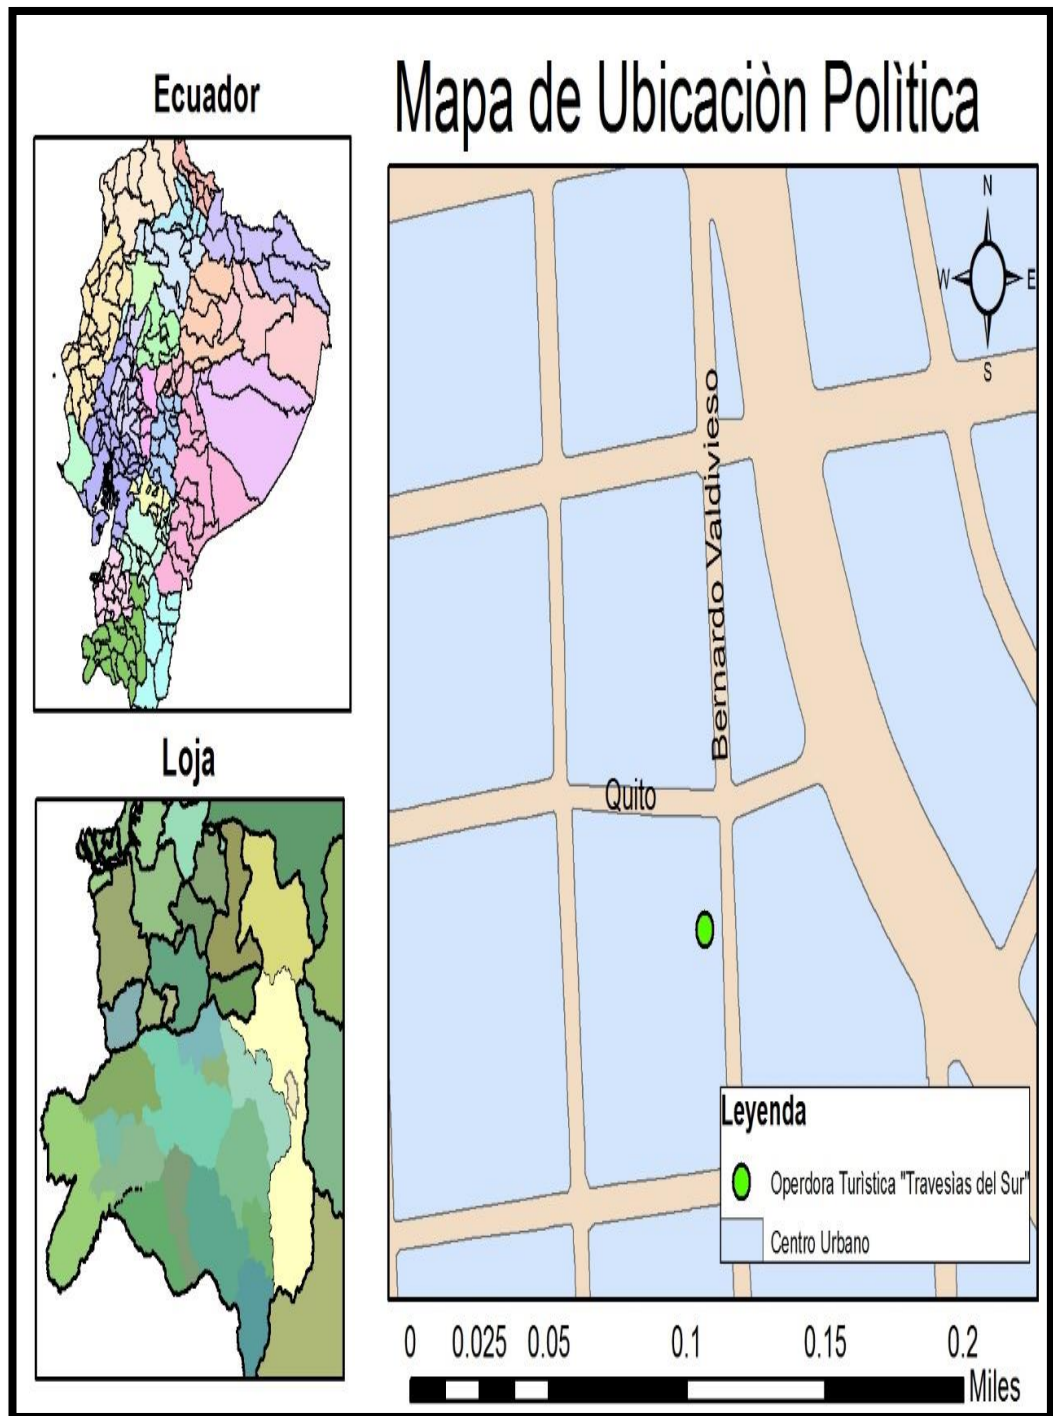 Ecuador
Mapa de Ubicaciòn Polìtica
N
W
E
S
Bernardo Valdivieso
Loja
Quito
Leyenda
Operdora Turìstica "Travesìas del Sur"
Centro Urbano
0 0.025 0.05 0.1 0.15 0.2
Miles